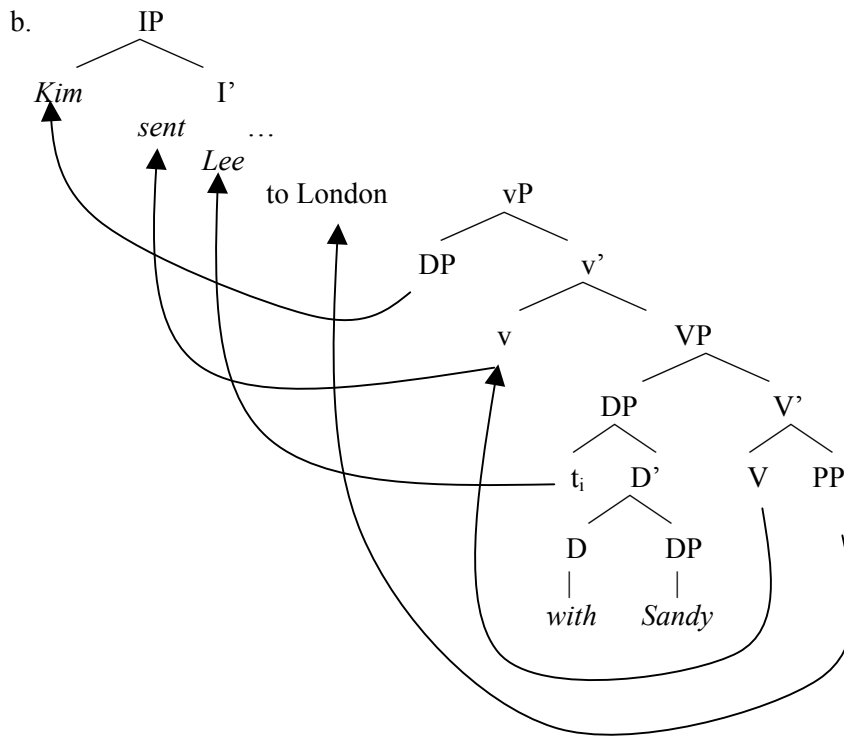 b. IP
Kim I’
sent …
Lee
to London vP
DP v’
v VP
DP V’
tᵢ D’ V PP
D DP
with Sandy